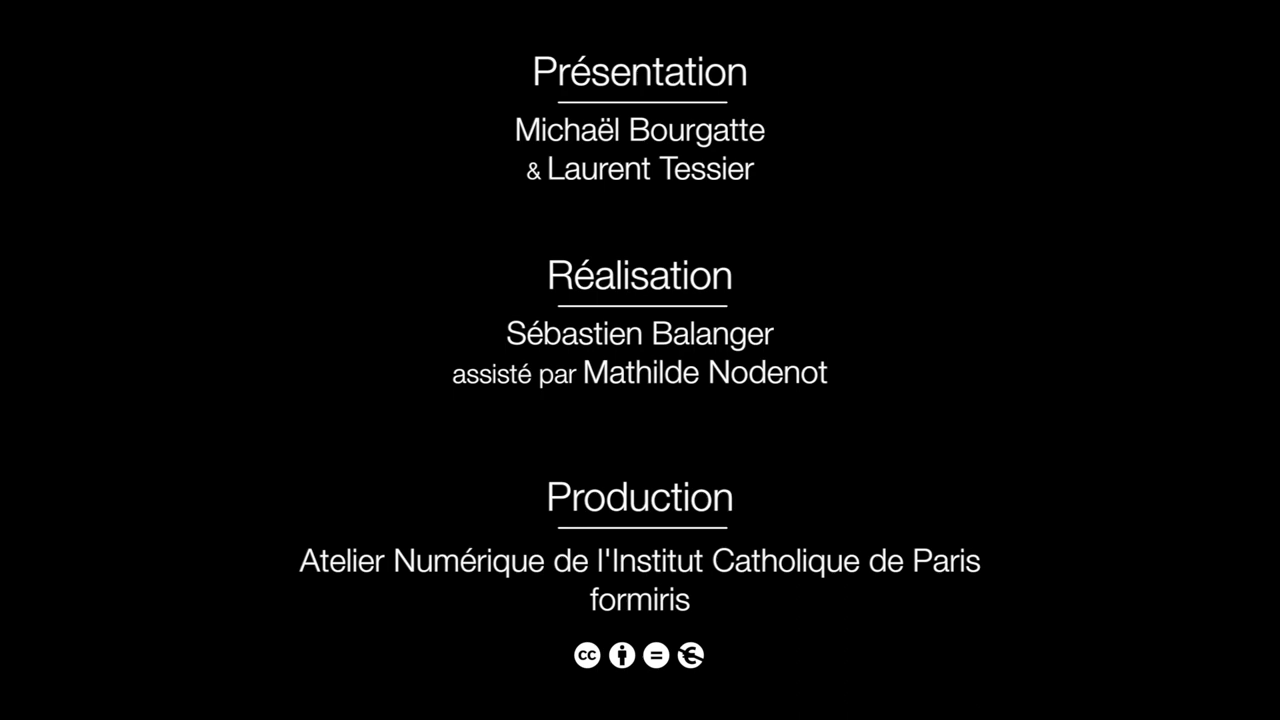 Présentation
Michaël Bourgatte
& Laurent Tessier
Réalisation
Sébastien Balanger
assisté par Mathilde Nodenot
Production
Atelier Numérique de l'Institut Catholique de Paris
formiris
cc